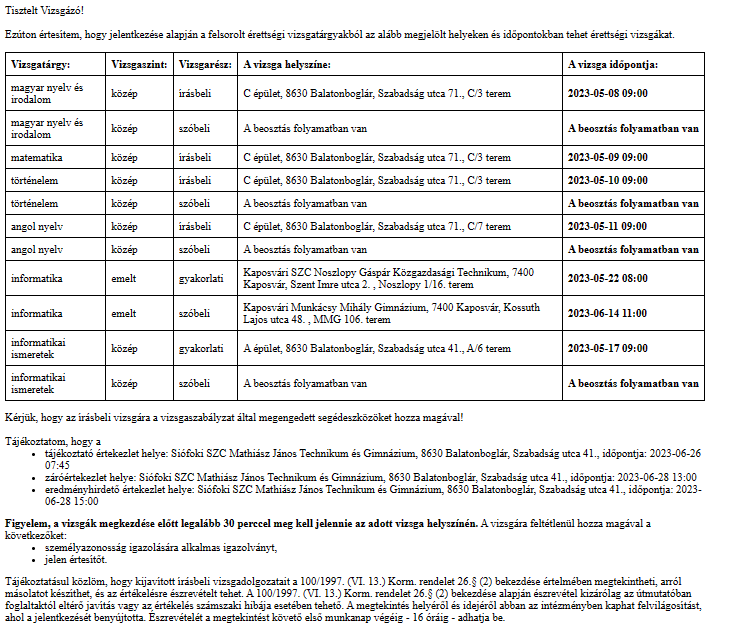 Tisztelt Vizsgázó!
Ezúton értesítem, hogy jelentkezése alapján a felsorolt érettségi vizsgatárgyakból az alább megjelölt helyeken és időpontokban tehet érettségi vizsgákat.
Vizsgatárgy: Vizsgaszint: Vizsgarész: A vizsga helyszíne: A vizsga időpontja:
magyar nyelv és irodalom közép írásbeli C épület, 8630 Balatonboglár, Szabadság utca 71., C/3 terem 2023-05-08 09:00
magyar nyelv és irodalom közép szóbeli A beosztás folyamatban van A beosztás folyamatban van
matematika közép írásbeli C épület, 8630 Balatonboglár, Szabadság utca 71., C/3 terem 2023-05-09 09:00
történelem közép írásbeli C épület, 8630 Balatonboglár, Szabadság utca 71., C/3 terem 2023-05-10 09:00
történelem közép szóbeli A beosztás folyamatban van A beosztás folyamatban van
angol nyelv közép írásbeli C épület, 8630 Balatonboglár, Szabadság utca 71., C/7 terem 2023-05-11 09:00
angol nyelv közép szóbeli A beosztás folyamatban van A beosztás folyamatban van
informatika emelt gyakorlati Kaposvári SZC Noszlopy Gáspár Közgazdasági Technikum, 7400 Kaposvár, Szent Imre utca 2. , Noszlopy 1/16. terem 2023-05-22 08:00
informatika emelt szóbeli Kaposvári Munkácsy Mihály Gimnázium, 7400 Kaposvár, Kossuth Lajos utca 48. , MMG 106. terem 2023-06-14 11:00
informatikai ismeretek közép gyakorlati A épület, 8630 Balatonboglár, Szabadság utca 41., A/6 terem 2023-05-17 09:00
informatikai ismeretek közép szóbeli A beosztás folyamatban van A beosztás folyamatban van
Kérjük, hogy az írásbeli vizsgára a vizsgaszabályzat által megengedett segédeszközöket hozza magával!
Tájékoztatom, hogy a
• tájékoztató értekezlet helye: Siófoki SZC Mathiász János Technikum és Gimnázium, 8630 Balatonboglár, Szabadság utca 41., időpontja: 2023-06-26
07:45
• záróértekezlet helye: Siófoki SZC Mathiász János Technikum és Gimnázium, 8630 Balatonboglár, Szabadság utca 41., időpontja: 2023-06-28 13:00
• eredményhirdető értekezlet helye: Siófoki SZC Mathiász János Technikum és Gimnázium, 8630 Balatonboglár, Szabadság utca 41., időpontja: 2023-
06-28 15:00
Figyelem, a vizsgák megkezdése előtt legalább 30 perccel meg kell jelennie az adott vizsga helyszínén. A vizsgára feltétlenül hozza magával a
következőket:
• személyazonosság igazolására alkalmas igazolványt,
• jelen értesítőt.
Tájékoztatásul közlöm, hogy kijavított írásbeli vizsgadolgozatait a 100/1997. (VI. 13.) Korm. rendelet 26.§ (2) bekezdése értelmében megtekintheti, arról
másolatot készíthet, és az értékelésre észrevételt tehet. A 100/1997. (VI. 13.) Korm. rendelet 26.§ (2) bekezdése alapján észrevétel kizárólag az útmutatóban
foglaltaktól eltérő javítás vagy az értékelés számszaki hibája esetében tehető. A megtekintés helyéről és idejéről abban az intézményben kaphat felvilágosítást,
ahol a jelentkezését benyújtotta. Észrevételét a megtekintést követő első munkanap végéig - 16 óráig - adhatja be.